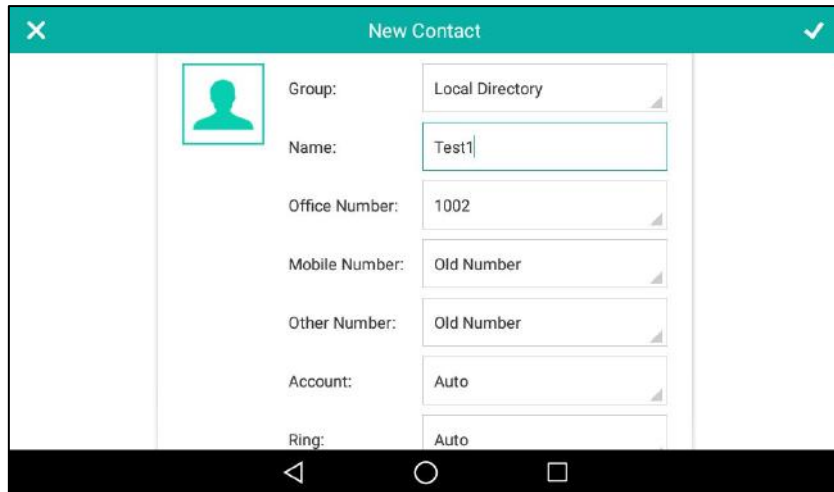 New Contact
Group: Local Directory
Name: Test1
Office Number: 1002
Mobile Number: Old Number
Other Number: Old Number
Account: Auto
Ring: Auto